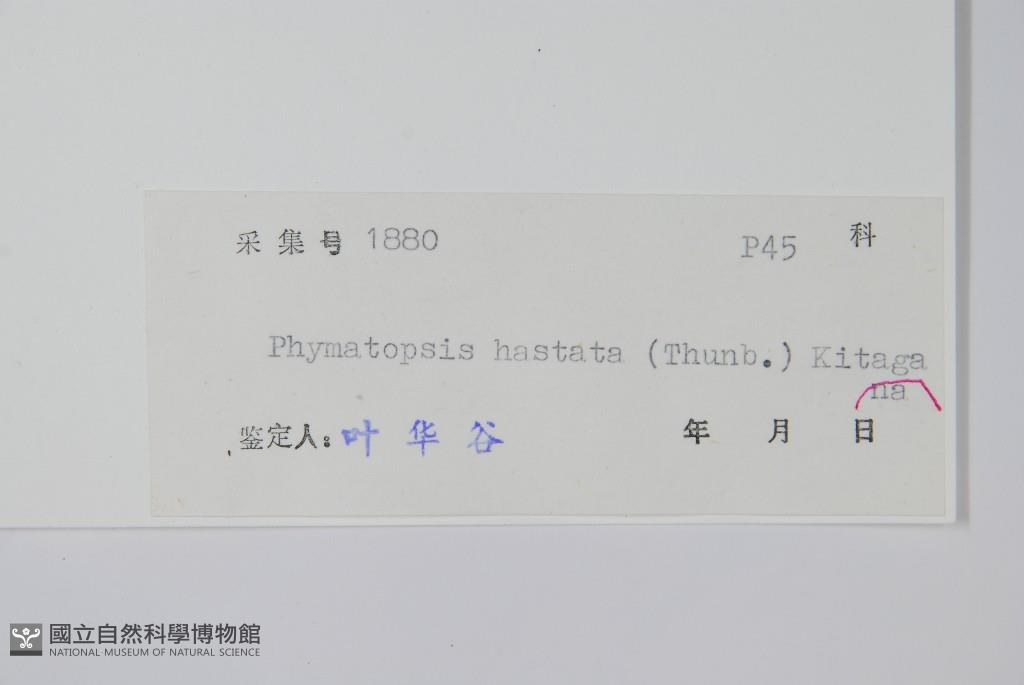 采集号 1880 P45 科
Phymatopsis hastata (Thunb.) Kitaga
na
鉴定人: 叶华谷 年 月 日
國立自然科學博物館
NATIONAL MUSEUM OF NATURAL SCIENCE